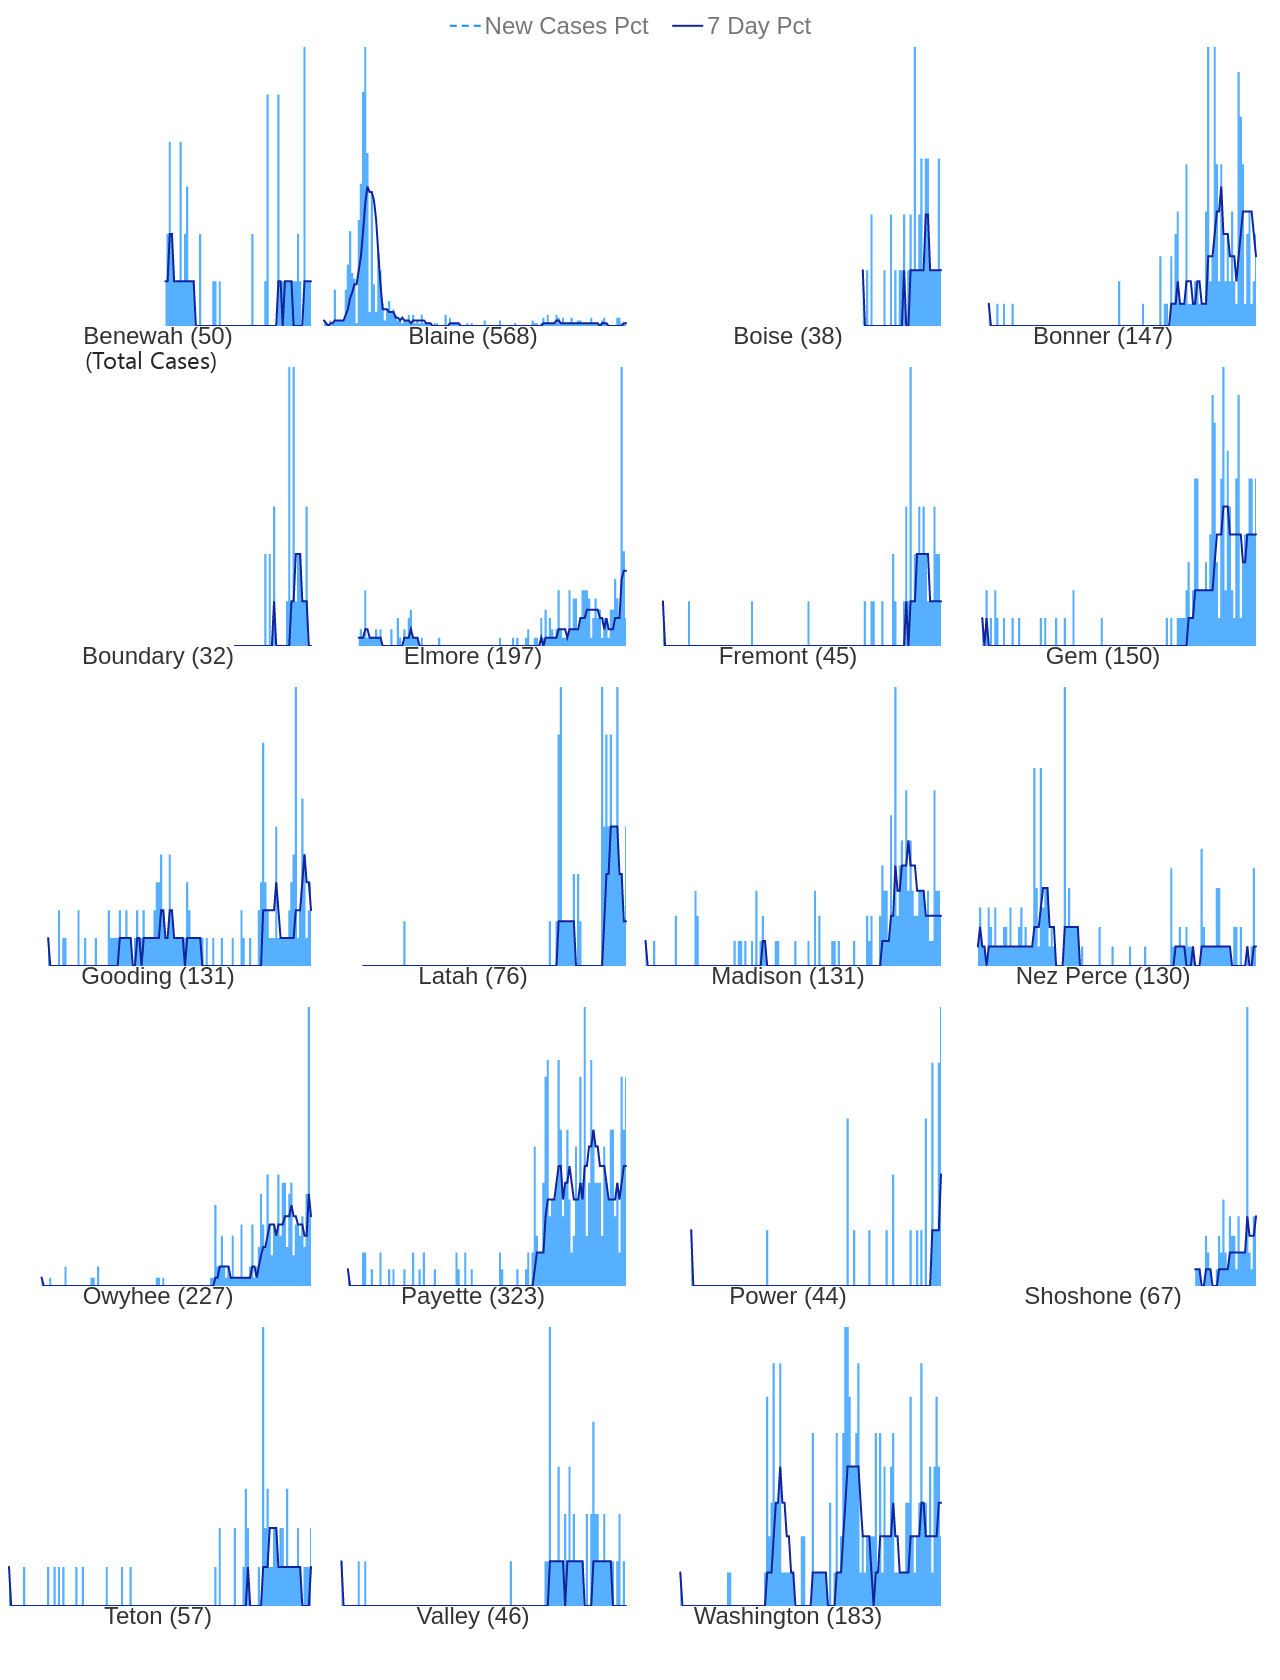 New Cases Pct 7 Day Pct
Benewah (50) Blaine (568) Boise (38) Bonner (147)
(Total Cases)
Boundary (32) Elmore (197) Fremont (45) Gem (150)
Gooding (131) Latah (76) Madison (131) Nez Perce (130)
Owyhee (227) Payette (323) Power (44) Shoshone (67)
Teton (57) Valley (46) Washington (183)